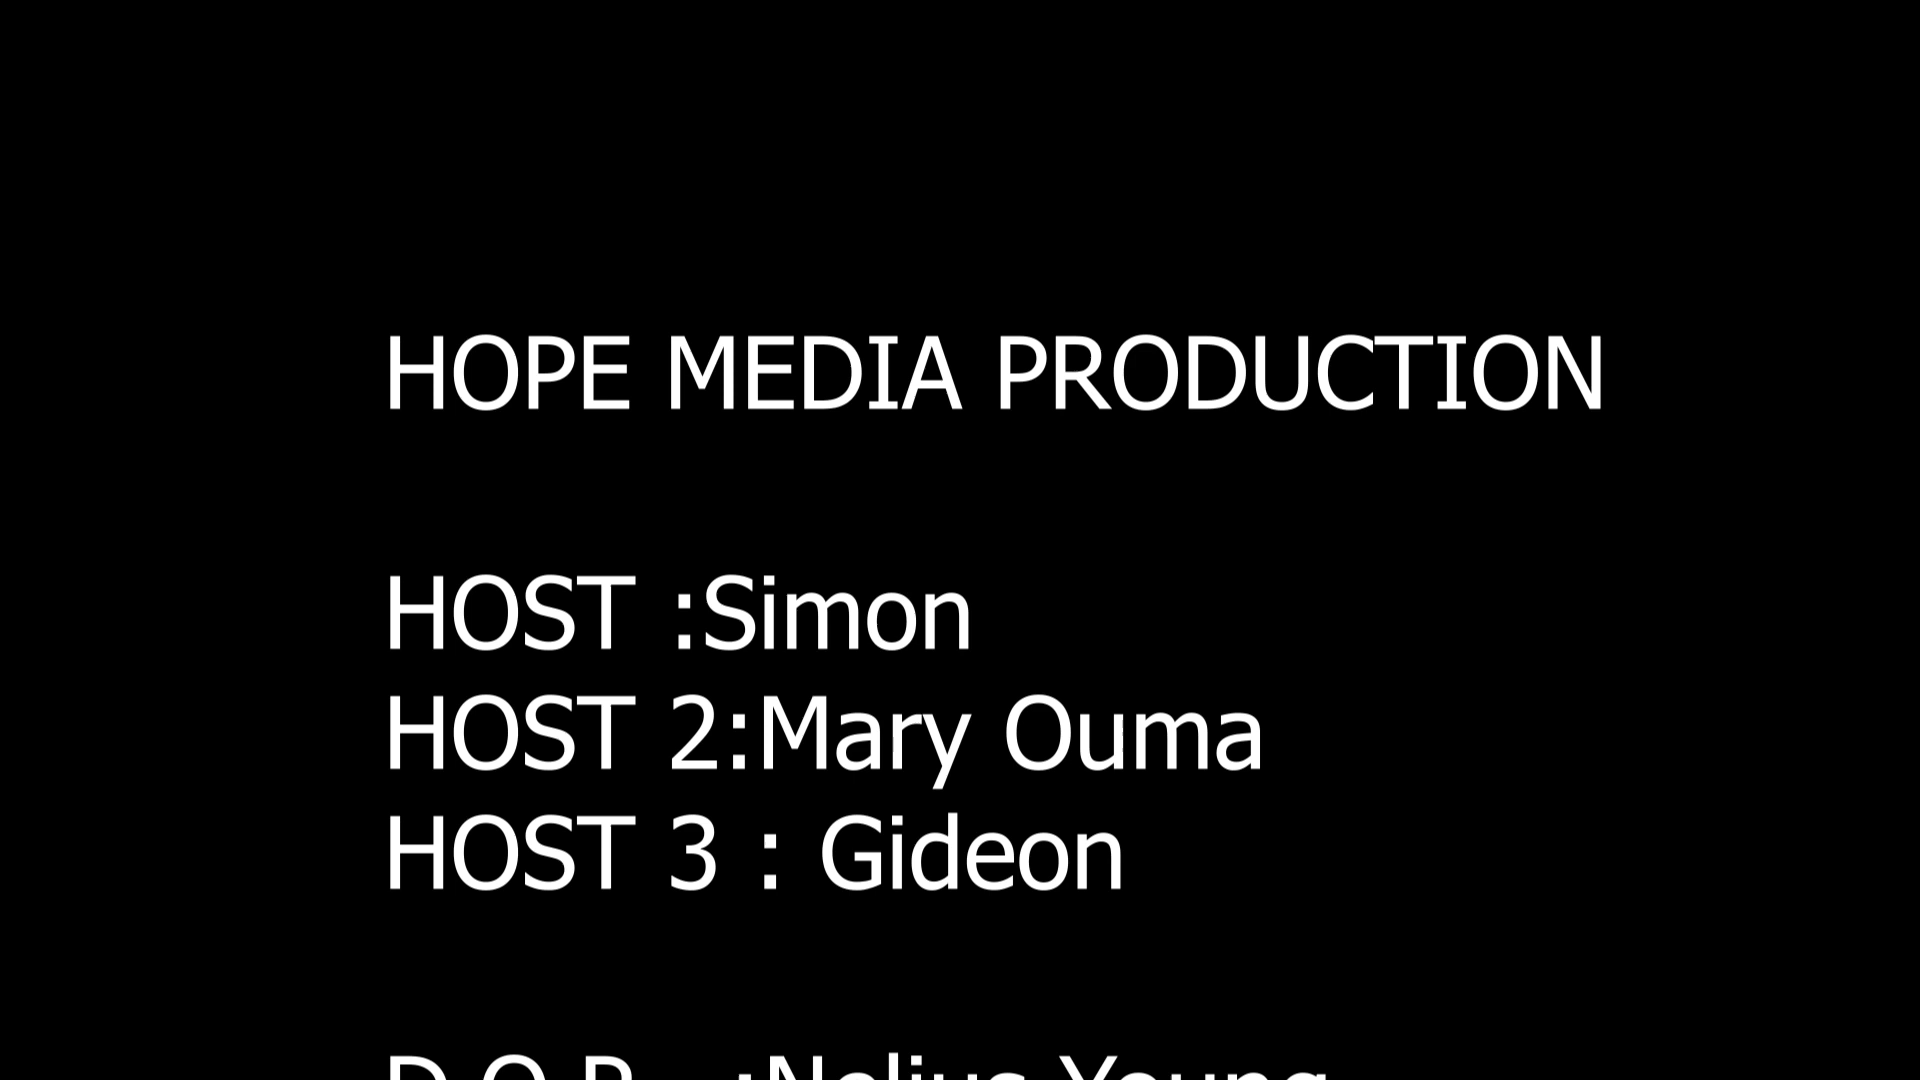 HOPE MEDIA PRODUCTION
HOST :Simon
HOST 2:Mary Ouma
HOST 3 : Gideon